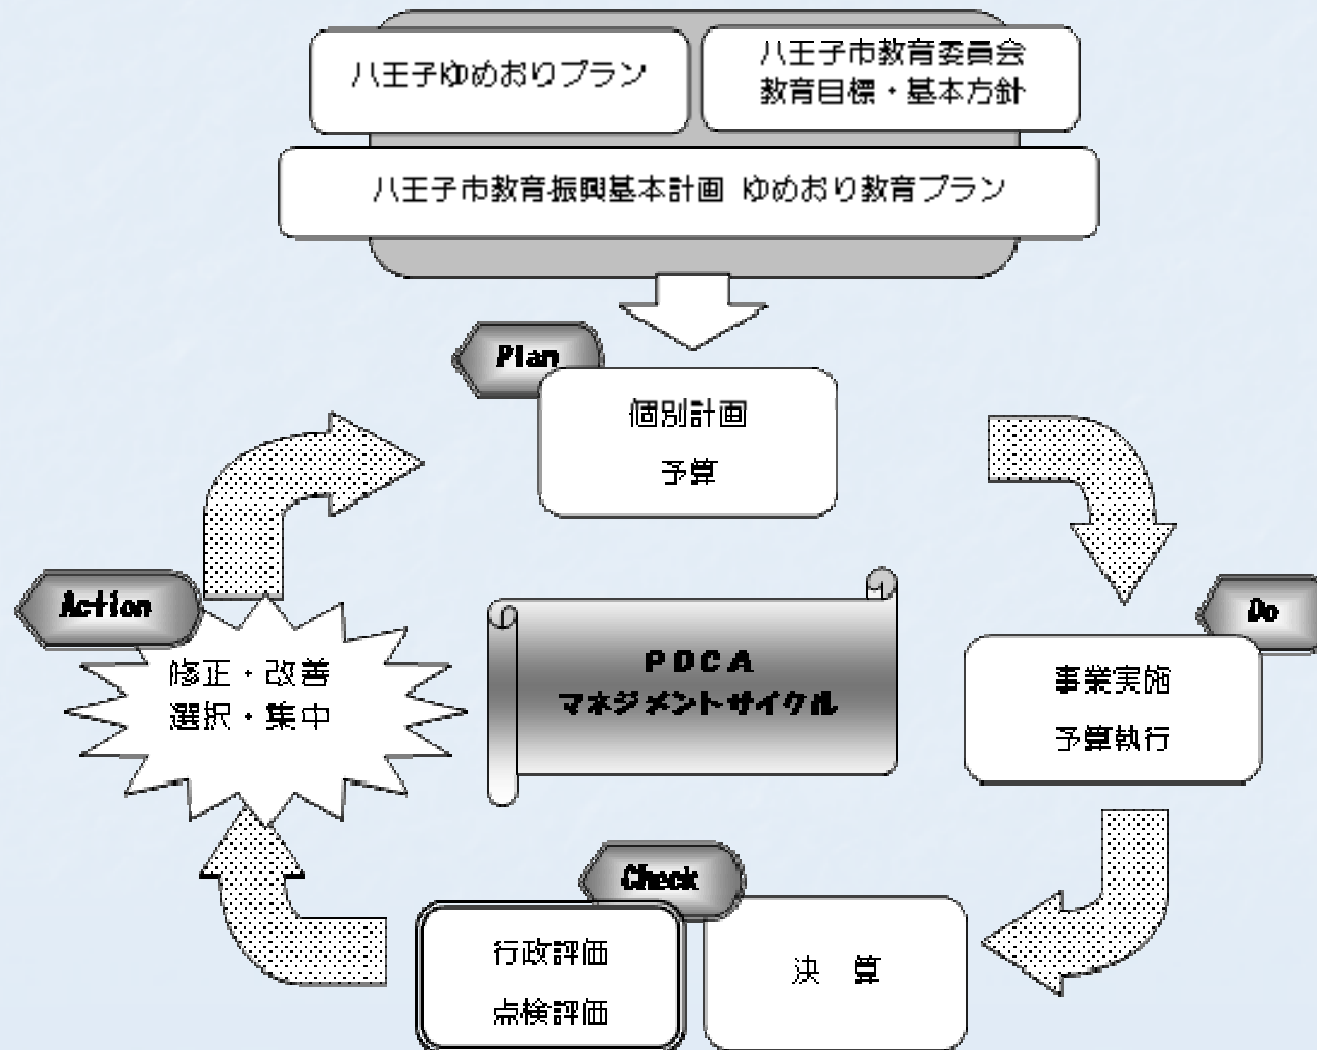 八王子ゆめおりプラン
八王子市教育委員会
教育目標・基本方針
八王子市教育振興基本計画 ゆめおり教育プラン
Plan
個別計画
予算
Action
修正・改善
選択・集中
PDCA
マネジメントサイクル
Do
事業実施
予算執行
Check
行政評価
点検評価
決 算